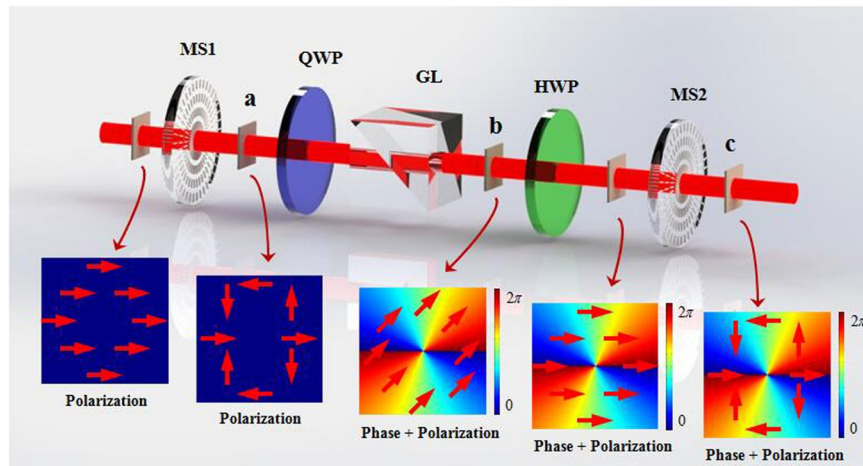 MS1
QWP
GL
HWP
MS2
a
b
c
Polarization
Polarization
2π
0
Phase + Polarization
2π
0
Phase + Polarization
2π
0
Phase + Polarization